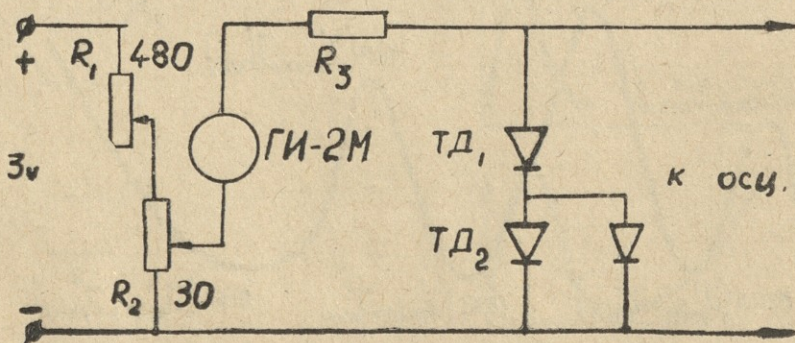 +
R₁ 480
R₃
ГИ-2М
3v
ТД₁
к осц.
ТД₂
R₂ 30
-